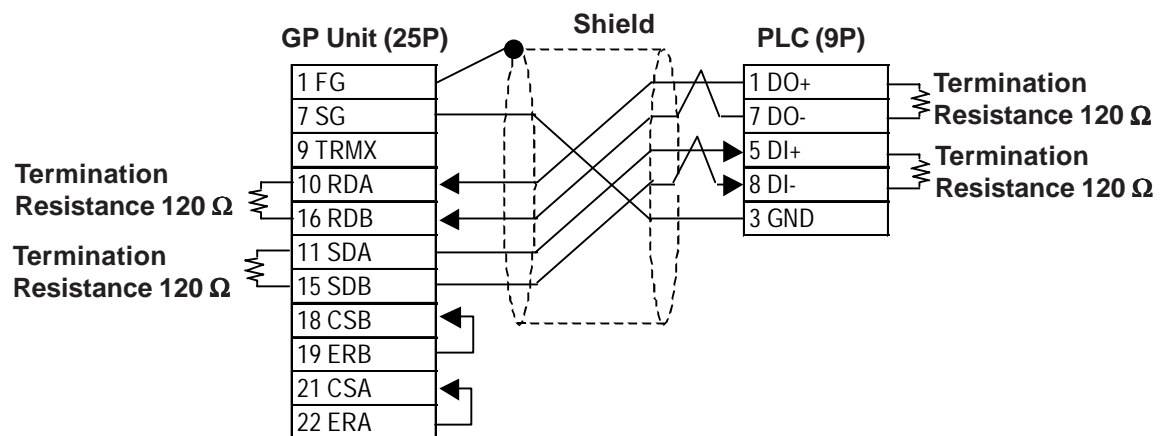 Shield
GP Unit (25P)
PLC (9P)
1 FG
7 SG
9 TRMX
10 RDA
16 RDB
11 SDA
15 SDB
18 CSB
19 ERB
21 CSA
22 ERA
1 DO+
7 DO-
5 DI+
8 DI-
3 GND
Termination
Resistance 120 Ω
Termination
Resistance 120 Ω
Termination
Resistance 120 Ω
Termination
Resistance 120 Ω